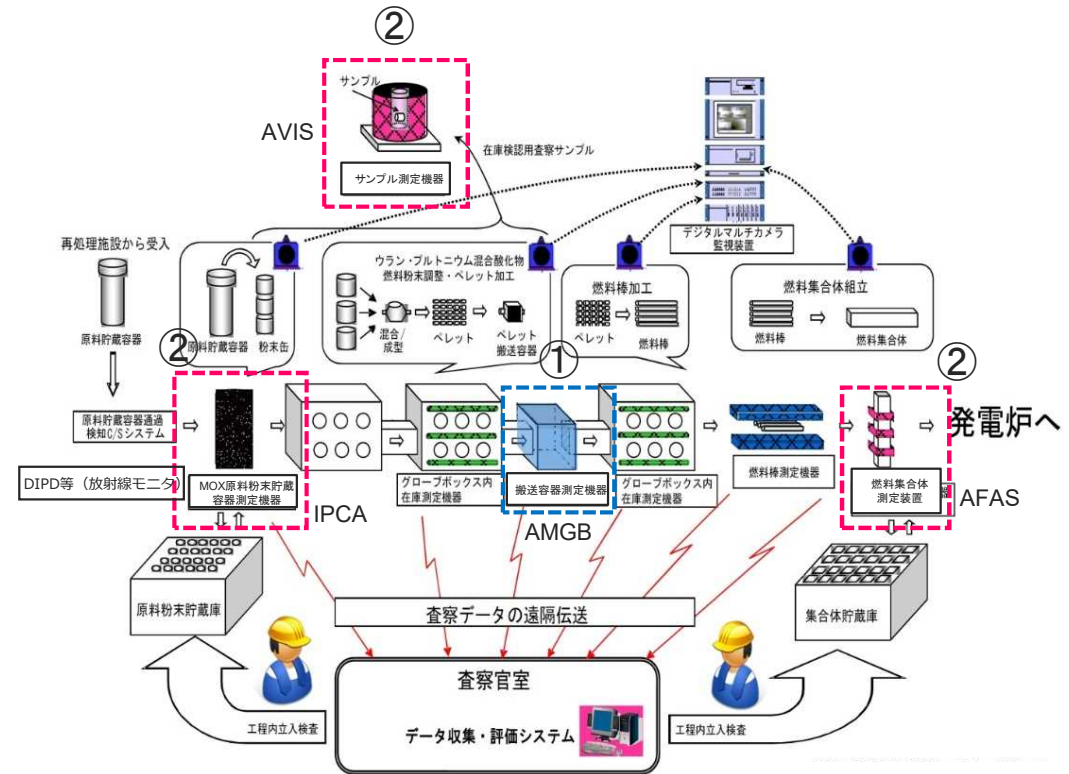 ②
サンプル
AVIS
サンプル測定機器
在庫検認用査察サンプル
デジタルマルチカメラ
監視装置
再処理施設から受入
原料貯蔵容器
原料貯蔵容器
粉末缶
ウラン・プルトニウム混合酸化物
燃料粉末調整・ペレット加工
混合/
成型
ペレット
ペレット
搬送容器
燃料棒加工
ペレット
燃料棒
燃料集合体組立
燃料棒
燃料集合体
②
①
②
原料貯蔵容器通過
検知C/Sシステム
DIPD等（放射線モニタ）
MOX原料粉末貯蔵
容器測定機器
IPCA
グローブボックス内
在庫測定機器
搬送容器測定機器
AMGB
グローブボックス内
在庫測定機器
燃料棒測定機器
燃料集合体
測定装置
器
AFAS
発電炉へ
原料粉末貯蔵庫
査察データの遠隔伝送
集合体貯蔵庫
査察官室
データ収集・評価システム
工程内立入検査
工程内立入検査